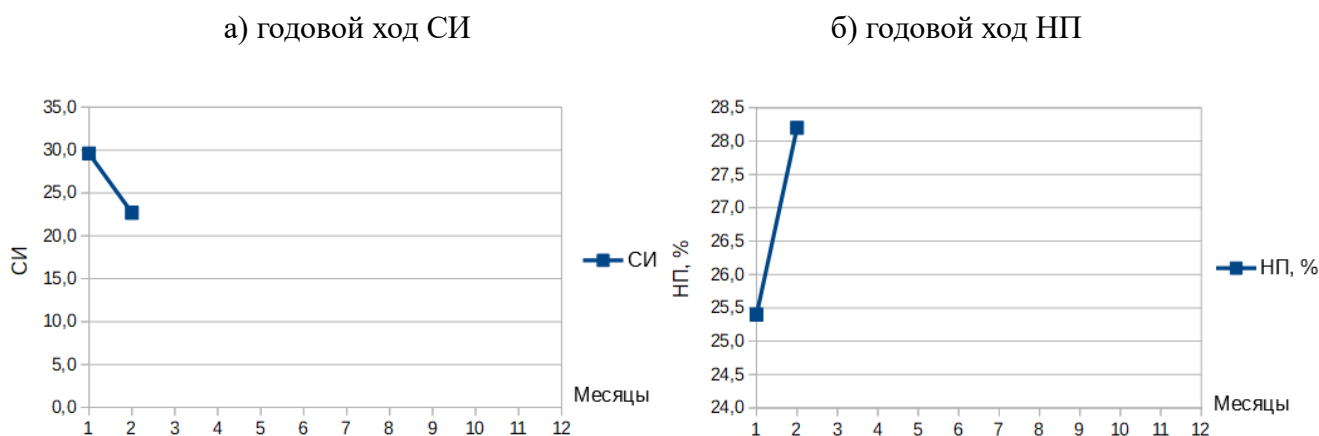 а) годовой ход СИ
б) годовой ход НП
35,0
30,0
25,0
20,0
15,0
10,0
5,0
0,0
СИ
1 2 3 4 5 6 7 8 9 10 11 12
Месяцы
СИ
28,5
28,0
27,5
27,0
26,5
26,0
25,5
25,0
24,5
24,0
НП, %
1 2 3 4 5 6 7 8 9 10 11 12
Месяцы
НП, %